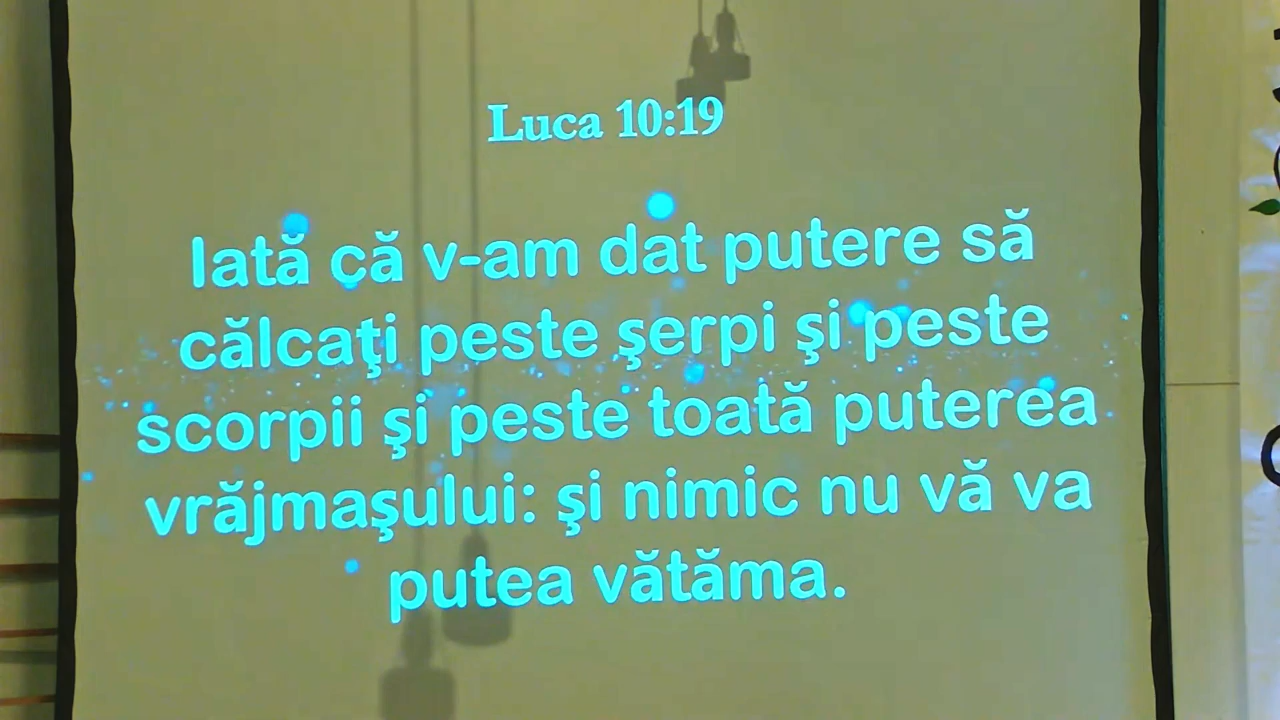 Luca 10:19
Iată că v-am dat putere să
călcaţi peste şerpi şi peste
scorpii şi peste toată puterea
vrăjmaşului: şi nimic nu vă va
putea vătăma.